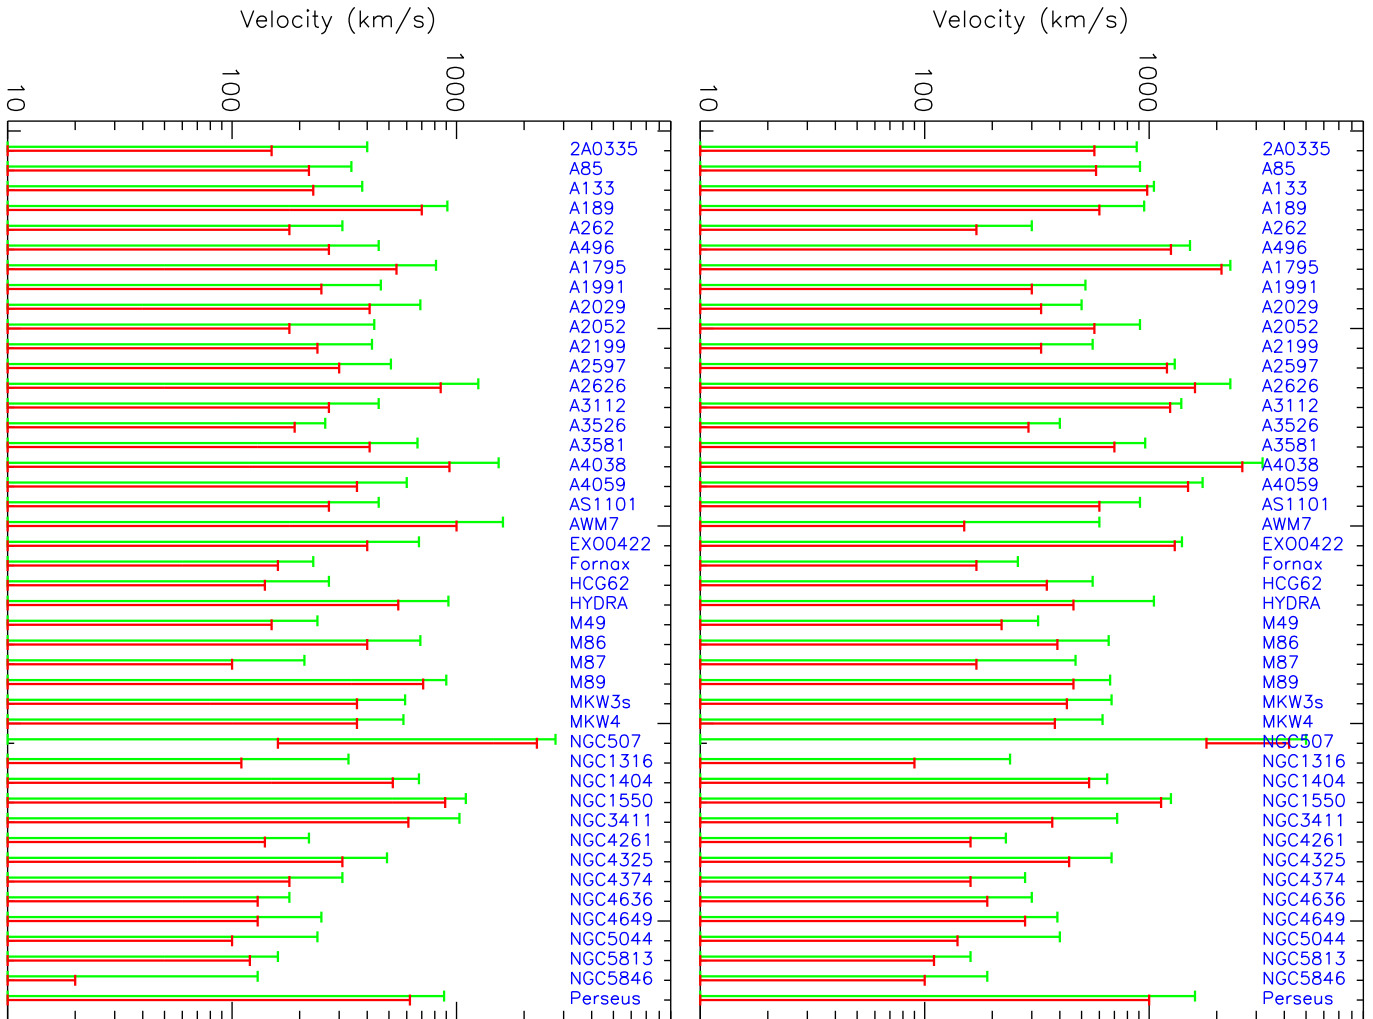 Velocity (km/s)
10
100
1000
2A0335
A85
A133
A189
A262
A496
A1795
A1991
A2029
A2052
A2199
A2597
A2626
A3112
A3526
A3581
A4038
A4059
AS1101
AWM7
EXO0422
Fornax
HCG62
HYDRA
M49
M86
M87
M89
MKW3s
MKW4
NGC507
NGC1316
NGC1404
NGC1550
NGC3411
NGC4261
NGC4325
NGC4374
NGC4636
NGC4649
NGC5044
NGC5813
NGC5846
Perseus
Velocity (km/s)
10
100
1000
2A0335
A85
A133
A189
A262
A496
A1795
A1991
A2029
A2052
A2199
A2597
A2626
A3112
A3526
A3581
A4038
A4059
AS1101
AWM7
EXO0422
Fornax
HCG62
HYDRA
M49
M86
M87
M89
MKW3s
MKW4
NGC507
NGC1316
NGC1404
NGC1550
NGC3411
NGC4261
NGC4325
NGC4374
NGC4636
NGC4649
NGC5044
NGC5813
NGC5846
Perseus